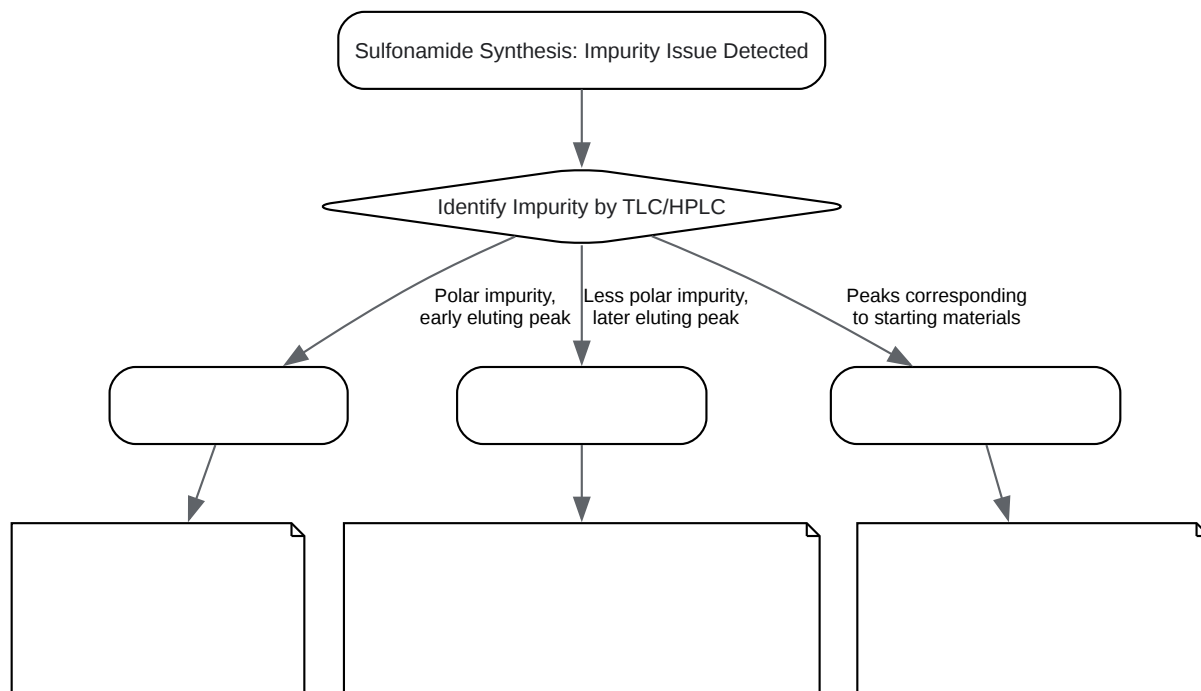 Sulfonamide Synthesis: Impurity Issue Detected
Identify Impurity by TLC/HPLC
Polar impurity,
early eluting peak
Less polar impurity,
later eluting peak
Peaks corresponding
to starting materials